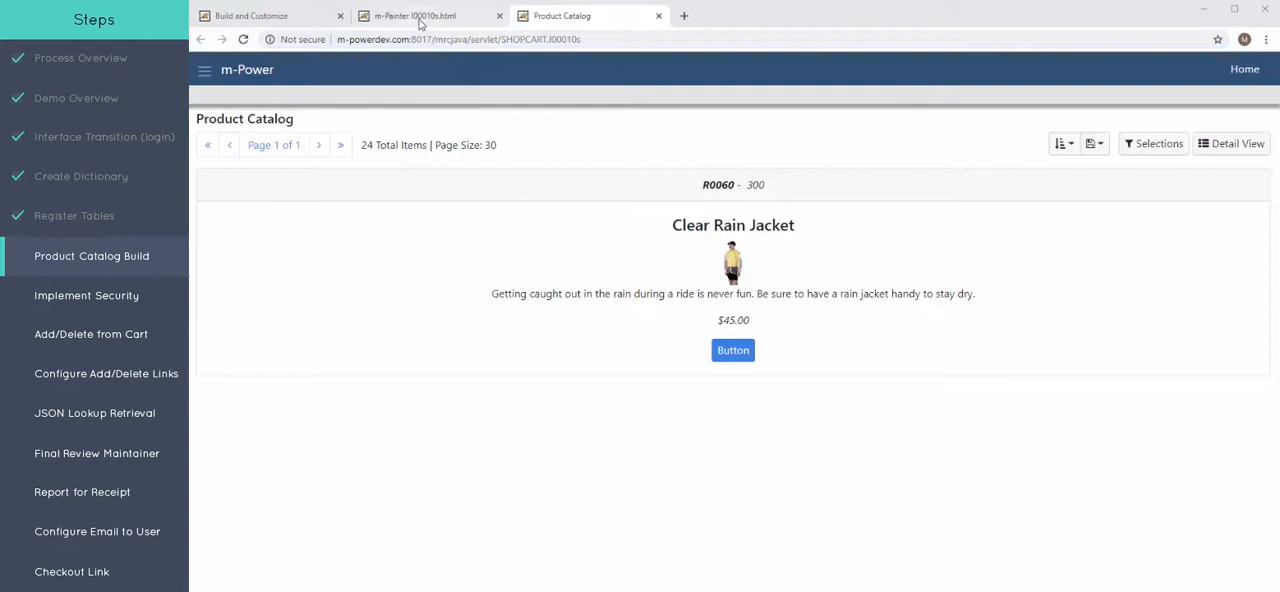 Steps
Process Overview
Demo Overview
Interface Transition (login)
Create Dictionary
Register Tables
Product Catalog Build
Implement Security
Add/Delete from Cart
Configure Add/Delete Links
JSON Lookup Retrieval
Final Review Maintainer
Report for Receipt
Configure Email to User
Checkout Link
Build and Customize
m-Painter I00010s.html
Product Catalog
Not secure m-powerdev.com:8017/mrcjava/servlet/SHOPCART.I00010s
M
m-Power
Home
Product Catalog
« ‹ Page 1 of 1 › » 24 Total Items | Page Size: 30
Selections
Detail View
R0060 - 300
Clear Rain Jacket
Getting caught out in the rain during a ride is never fun. Be sure to have a rain jacket handy to stay dry.
$45.00
Button